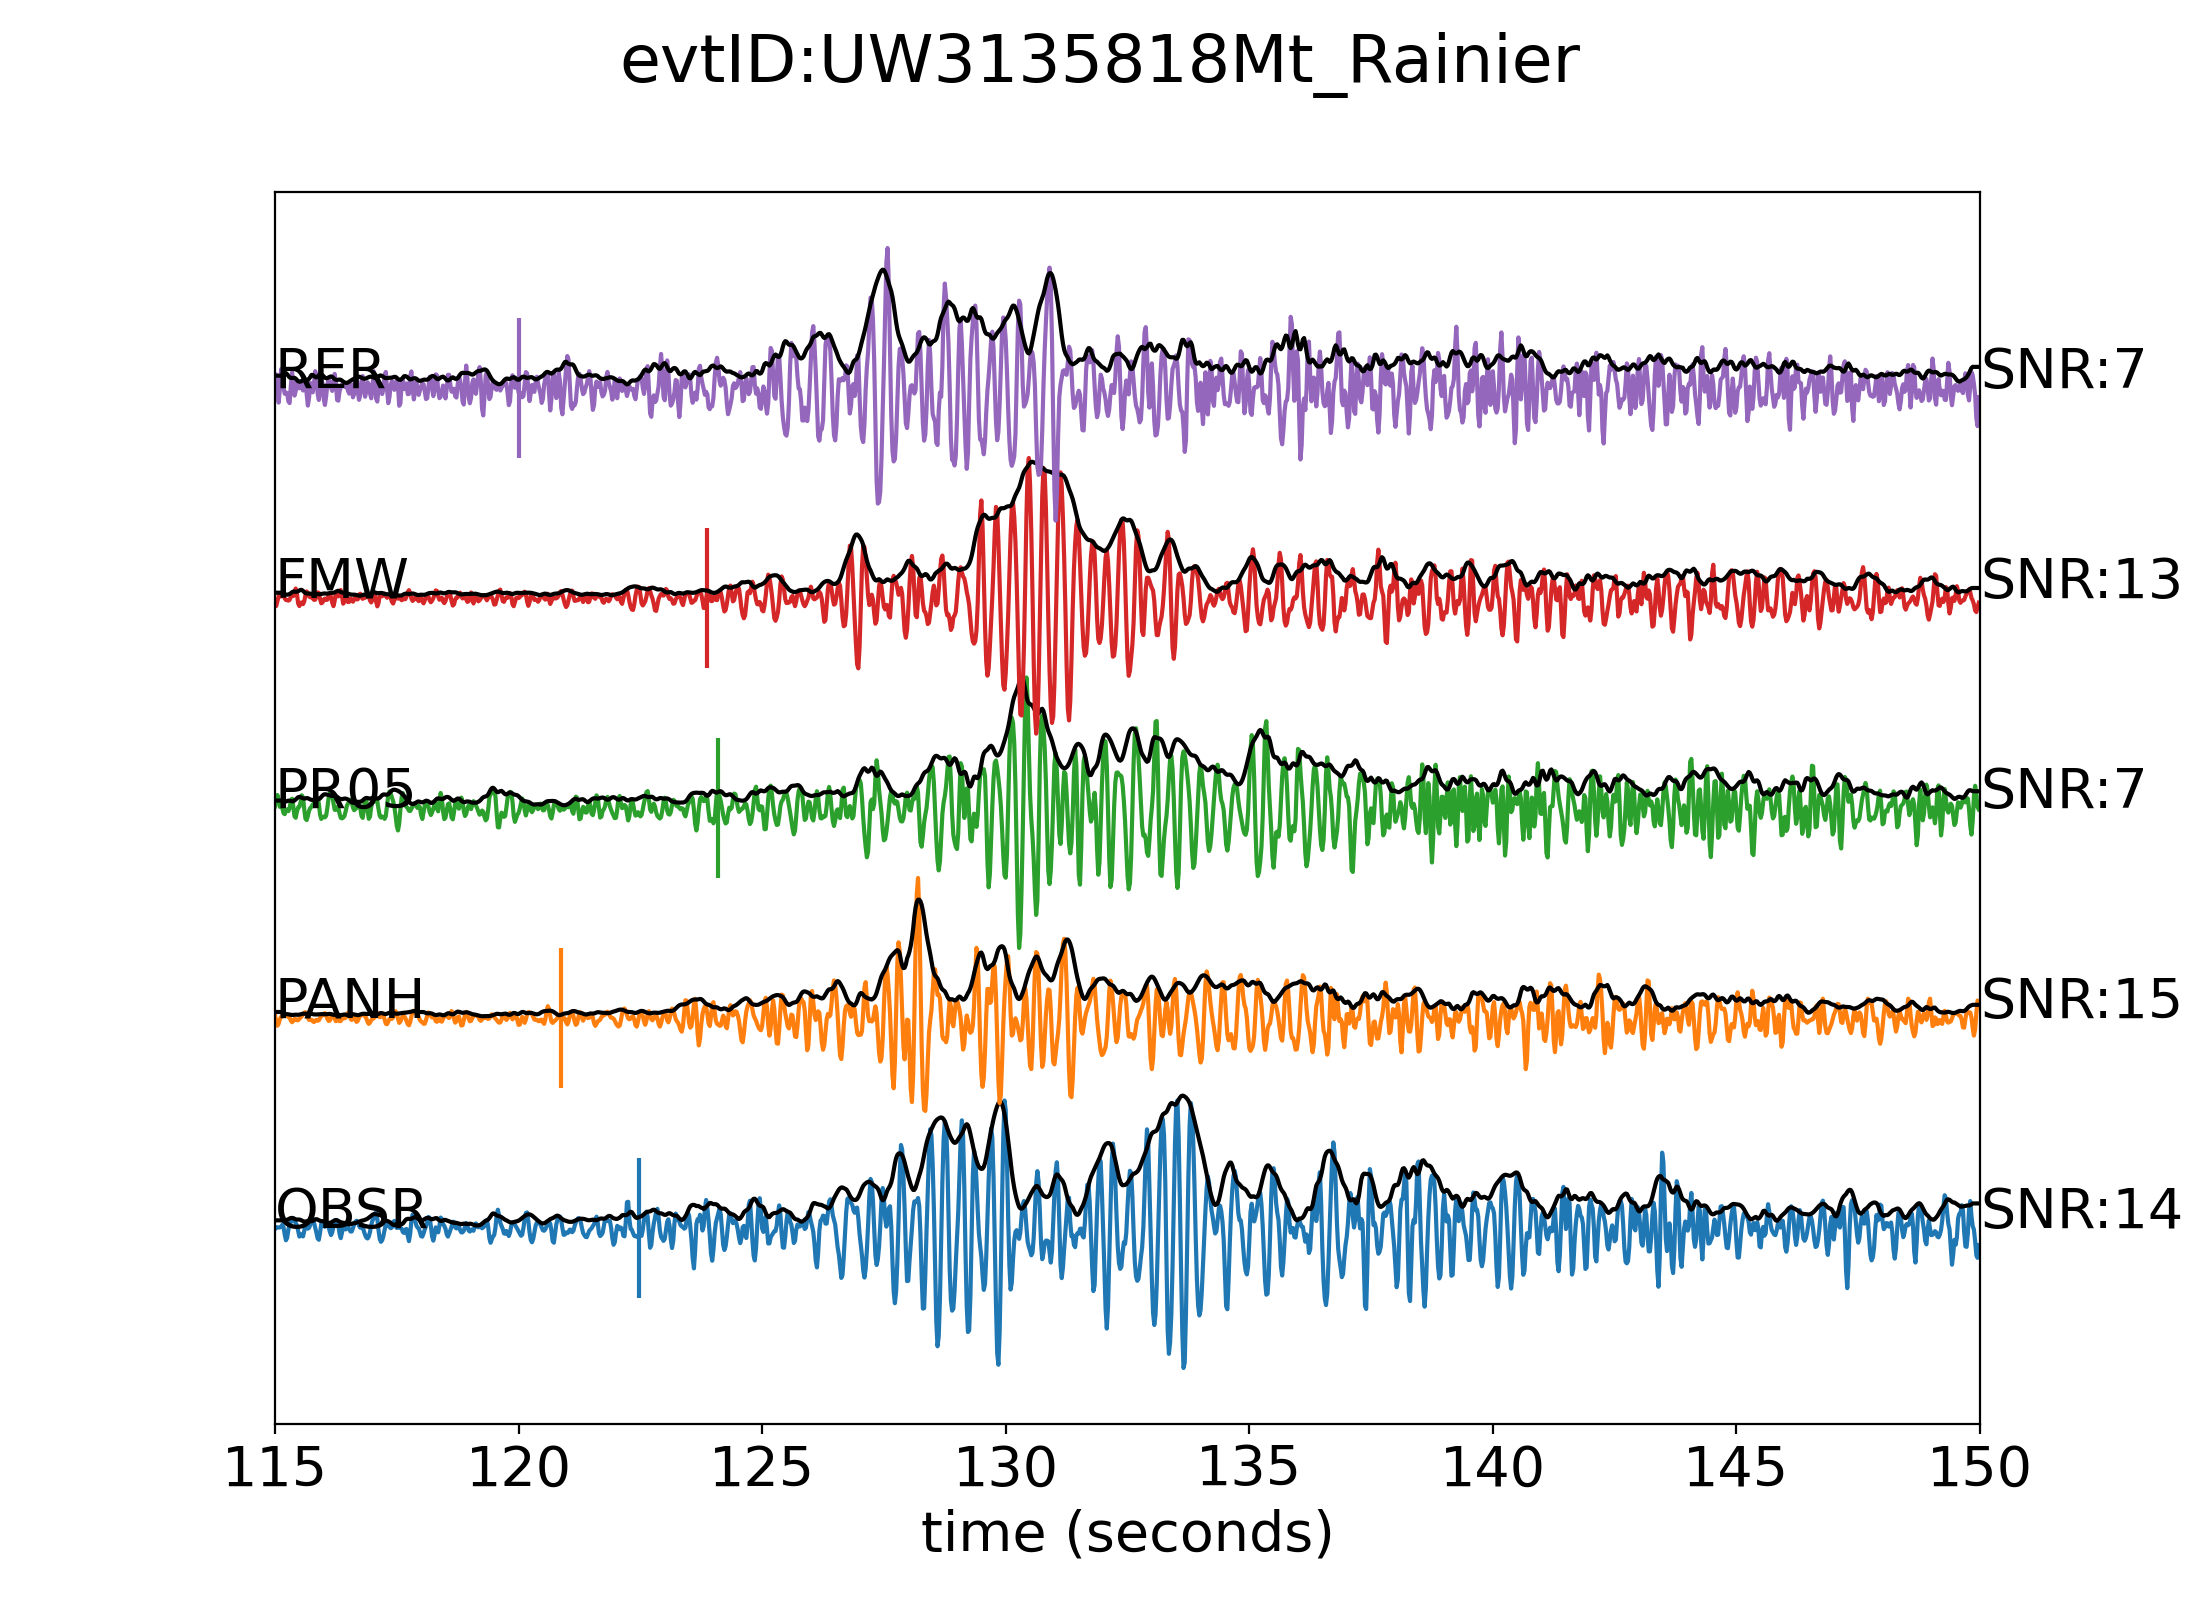 evtID:UW3135818Mt_Rainier
RER SNR:7
FMW SNR:13
PR05 SNR:7
PANH SNR:15
OBSR SNR:14
115 120 125 130 135 140 145 150
time (seconds)